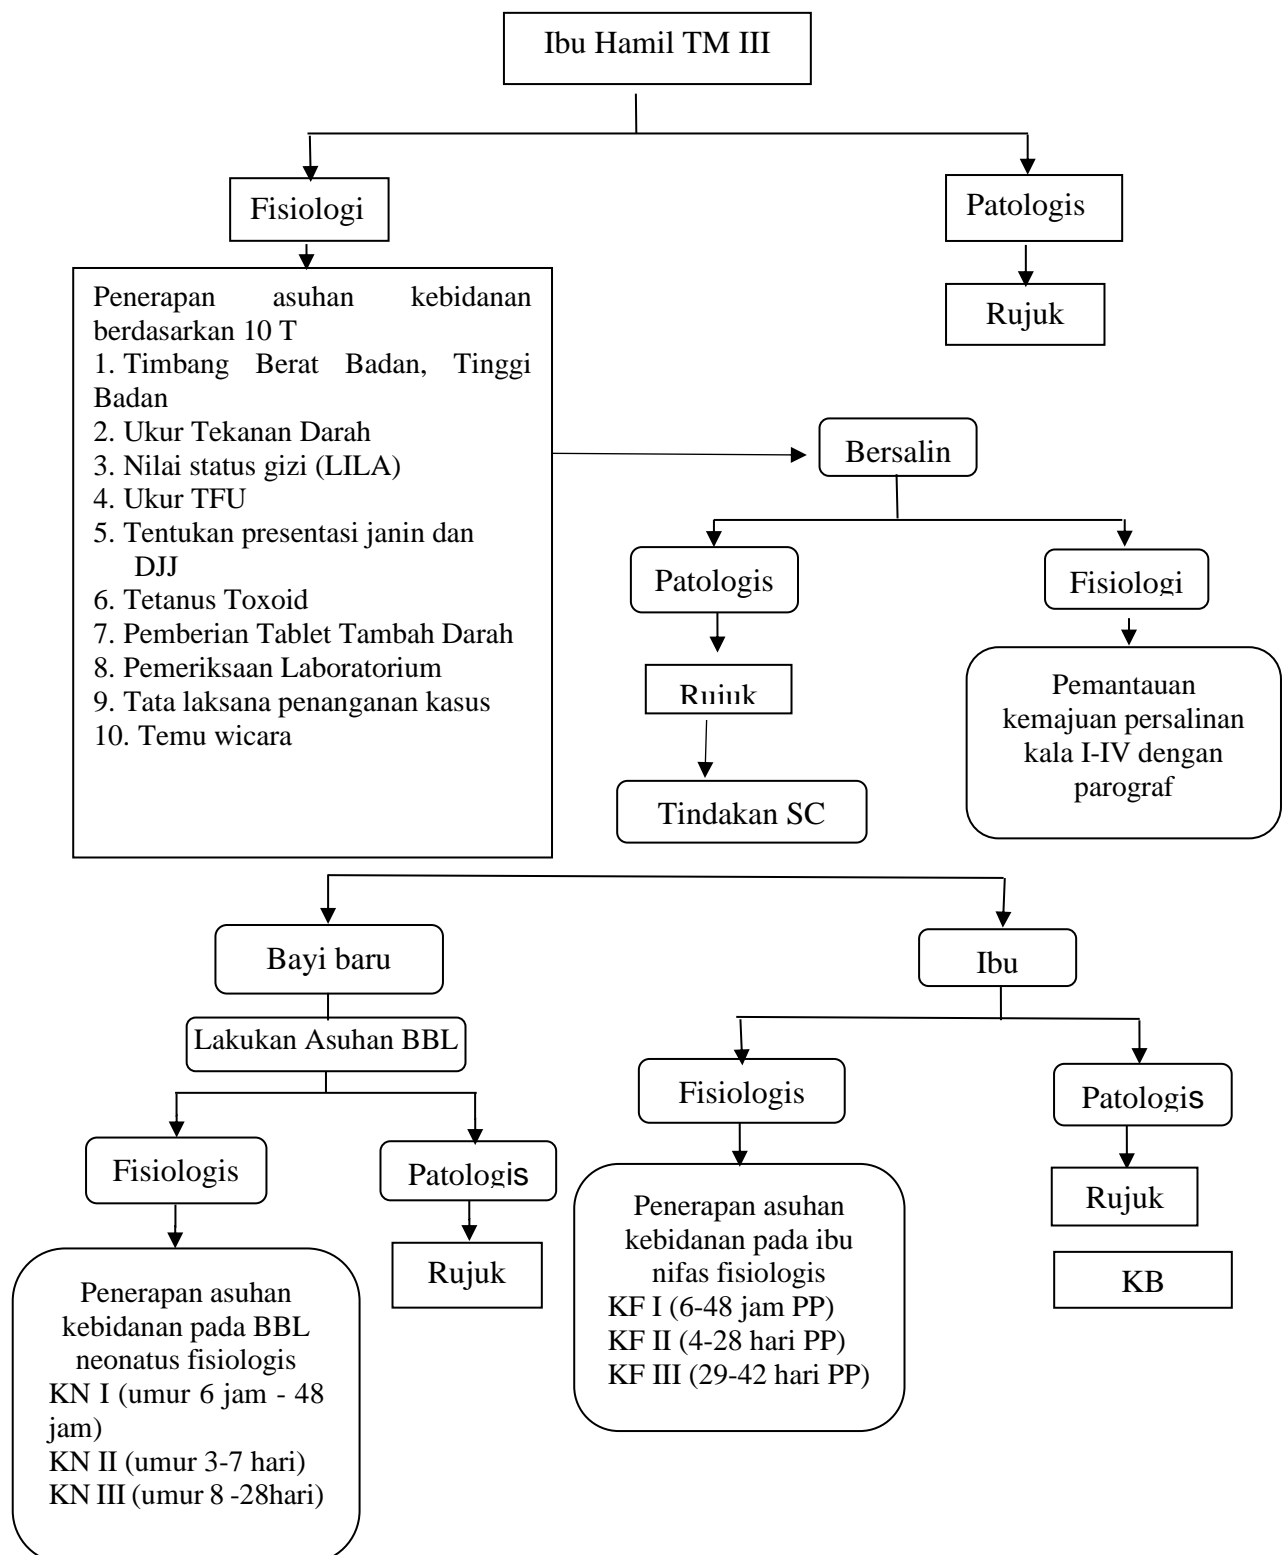 Ibu Hamil TM III
Fisiologi
Patologis
Rujuk
Penerapan asuhan kebidanan
berdasarkan 10 T
1. Timbang Berat Badan, Tinggi
Badan
2. Ukur Tekanan Darah
3. Nilai status gizi (LILA)
4. Ukur TFU
5. Tentukan presentasi janin dan
DJJ
6. Tetanus Toxoid
7. Pemberian Tablet Tambah Darah
8. Pemeriksaan Laboratorium
9. Tata laksana penanganan kasus
10. Temu wicara
Bersalin
Patologis
Fisiologi
Rujuk
Tindakan SC
Pemantauan
kemajuan persalinan
kala I-IV dengan
parograf
Bayi baru
Ibu
Lakukan Asuhan BBL
Fisiologis
Patologis
Fisiologis
Patologis
Rujuk
Rujuk
KB
Penerapan asuhan
kebidanan pada BBL
neonatus fisiologis
KN I (umur 6 jam - 48
jam)
KN II (umur 3-7 hari)
KN III (umur 8 -28hari)
Penerapan asuhan
kebidanan pada ibu
nifas fisiologis
KF I (6-48 jam PP)
KF II (4-28 hari PP)
KF III (29-42 hari PP)